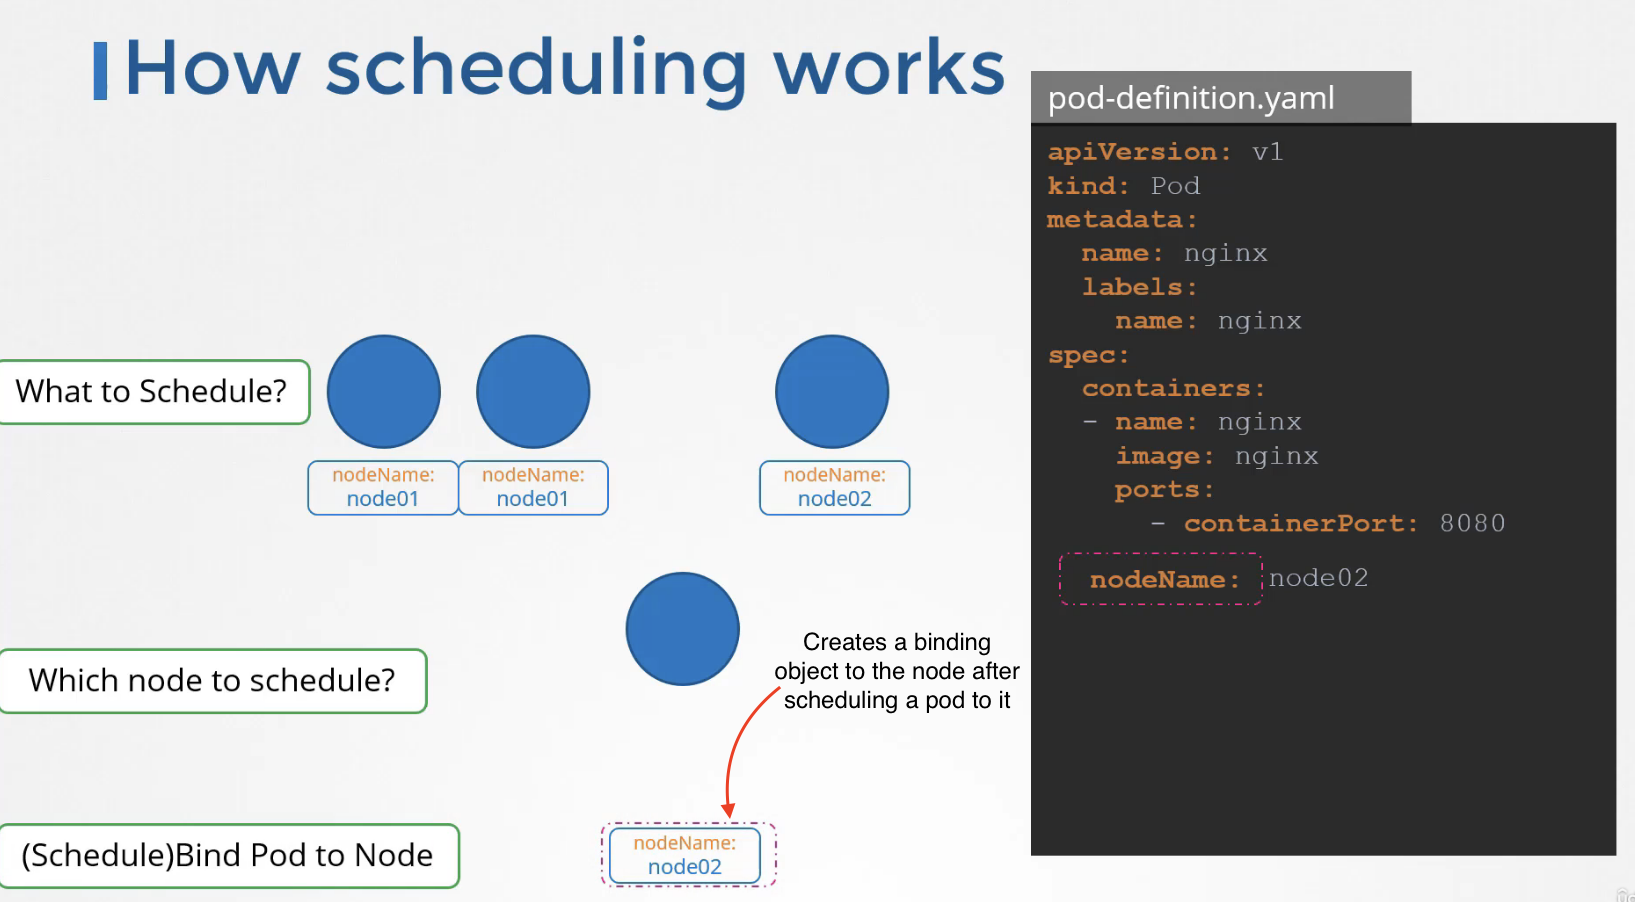 How scheduling works
pod-definition.yaml
apiVersion: v1
kind: Pod
metadata:
  name: nginx
  labels:
    name: nginx
spec:
  containers:
  - name: nginx
    image: nginx
    ports:
      - containerPort: 8080
  nodeName: node02
What to Schedule?
nodeName:
node01
nodeName:
node01
nodeName:
node02
Which node to schedule?
Creates a binding
object to the node after
scheduling a pod to it
(Schedule)Bind Pod to Node
nodeName:
node02